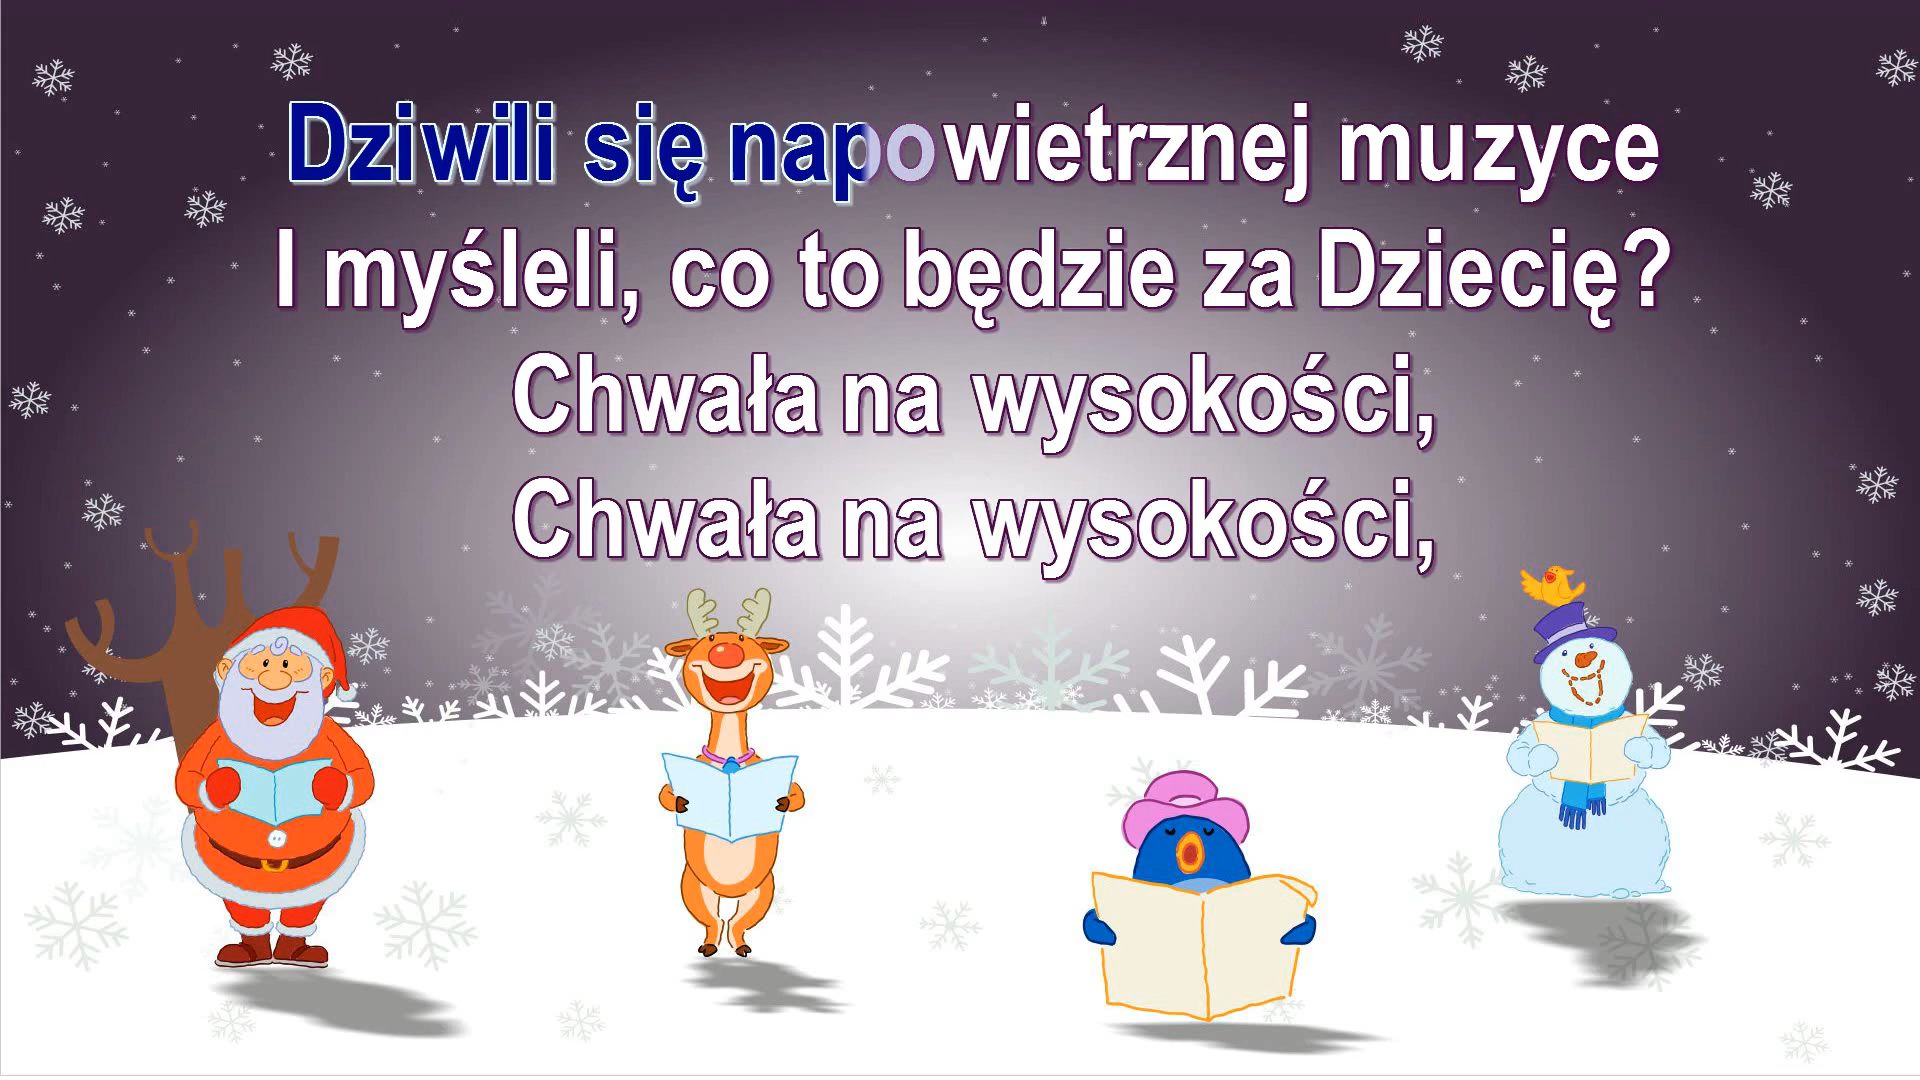 Dziwili się napowietrznej muzyce
I myśleli, co to będzie za Dziecię?
Chwała na wysokości,
Chwała na wysokości,